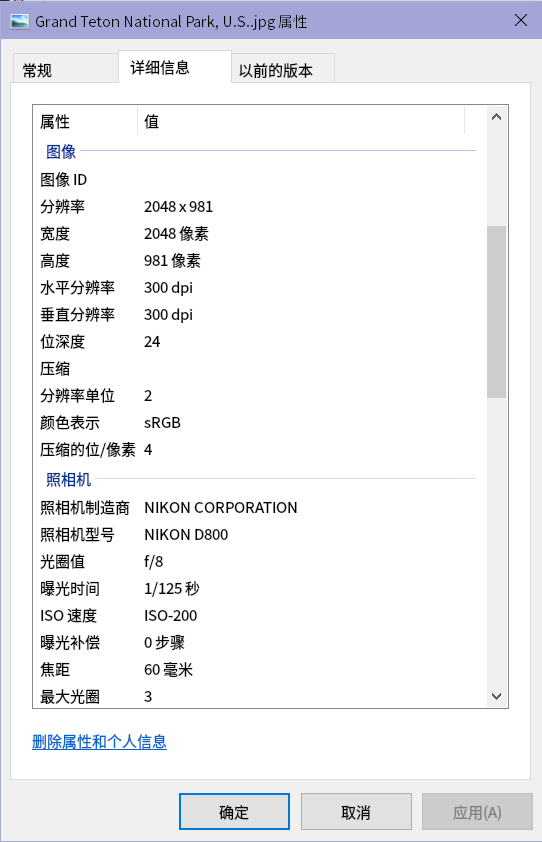 Grand Teton National Park, U.S..jpg 属性
常规 详细信息 以前的版本
属性 值
图像
图像 ID
分辨率 2048 x 981
宽度 2048 像素
高度 981 像素
水平分辨率 300 dpi
垂直分辨率 300 dpi
位深度 24
压缩
分辨率单位 2
颜色表示 sRGB
压缩的位/像素 4
照相机
照相机制造商 NIKON CORPORATION
照相机型号 NIKON D800
光圈值 f/8
曝光时间 1/125 秒
ISO 速度 ISO-200
曝光补偿 0 步骤
焦距 60 毫米
最大光圈 3
删除属性和个人信息
确定 取消 应用(A)